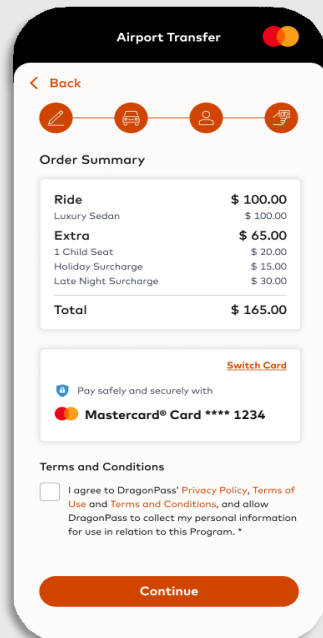 Airport Transfer
Back
Order Summary
Ride $ 100.00
Luxury Sedan $ 100.00
Extra $ 65.00
1 Child Seat $ 20.00
Holiday Surcharge $ 15.00
Late Night Surcharge $ 30.00
Total $ 165.00
Switch Card
Pay safely and securely with
Mastercard® Card **** 1234
Terms and Conditions
I agree to DragonPass' Privacy Policy, Terms of
Use and Terms and Conditions, and allow
DragonPass to collect my personal information
for use in relation to this Program. *
Continue